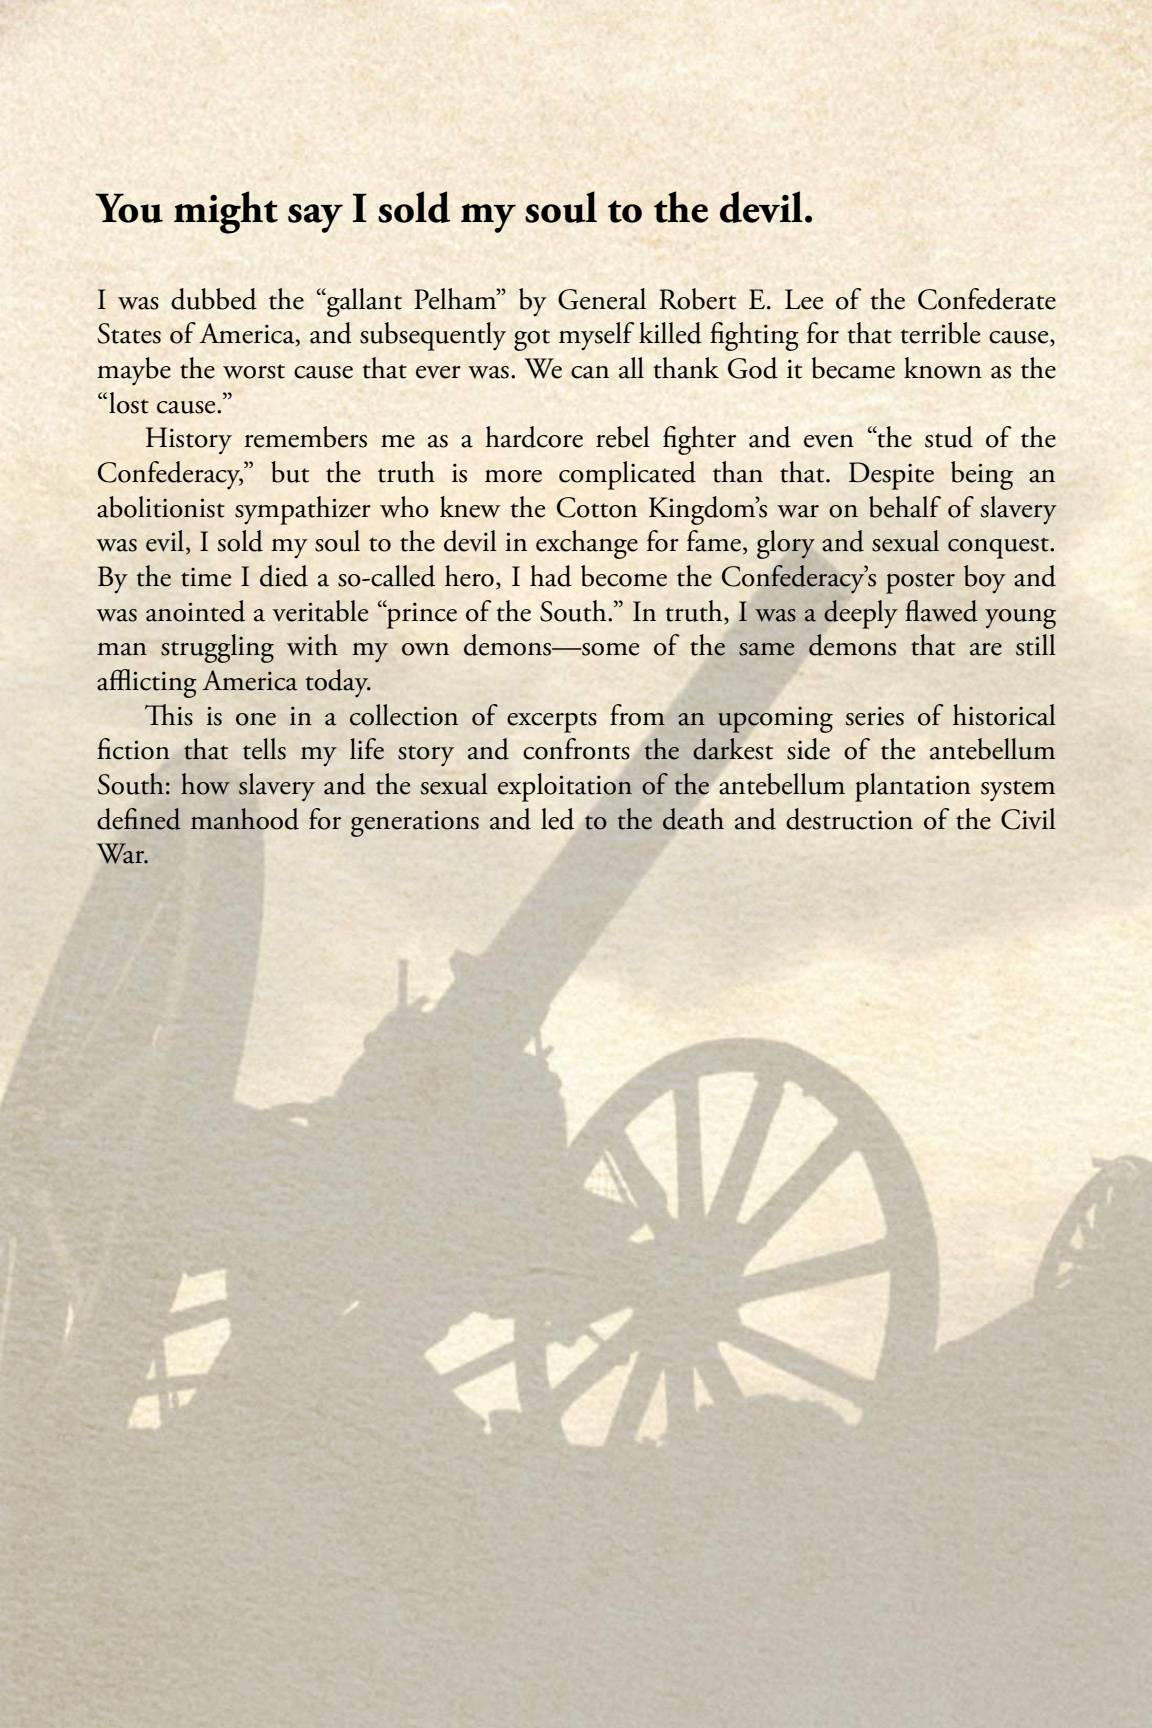 You might say I sold my soul to the devil.
I was dubbed the “gallant Pelham” by General Robert E. Lee of the Confederate
States of America, and subsequently got myself killed fighting for that terrible cause,
maybe the worst cause that ever was. We can all thank God it became known as the
“lost cause.”
History remembers me as a hardcore rebel fighter and even “the stud of the
Confederacy,” but the truth is more complicated than that. Despite being an
abolitionist sympathizer who knew the Cotton Kingdom’s war on behalf of slavery
was evil, I sold my soul to the devil in exchange for fame, glory and sexual conquest.
By the time I died a so-called hero, I had become the Confederacy’s poster boy and
was anointed a veritable “prince of the South.” In truth, I was a deeply flawed young
man struggling with my own demons—some of the same demons that are still
afflicting America today.
This is one in a collection of excerpts from an upcoming series of historical
fiction that tells my life story and confronts the darkest side of the antebellum
South: how slavery and the sexual exploitation of the antebellum plantation system
defined manhood for generations and led to the death and destruction of the Civil
War.